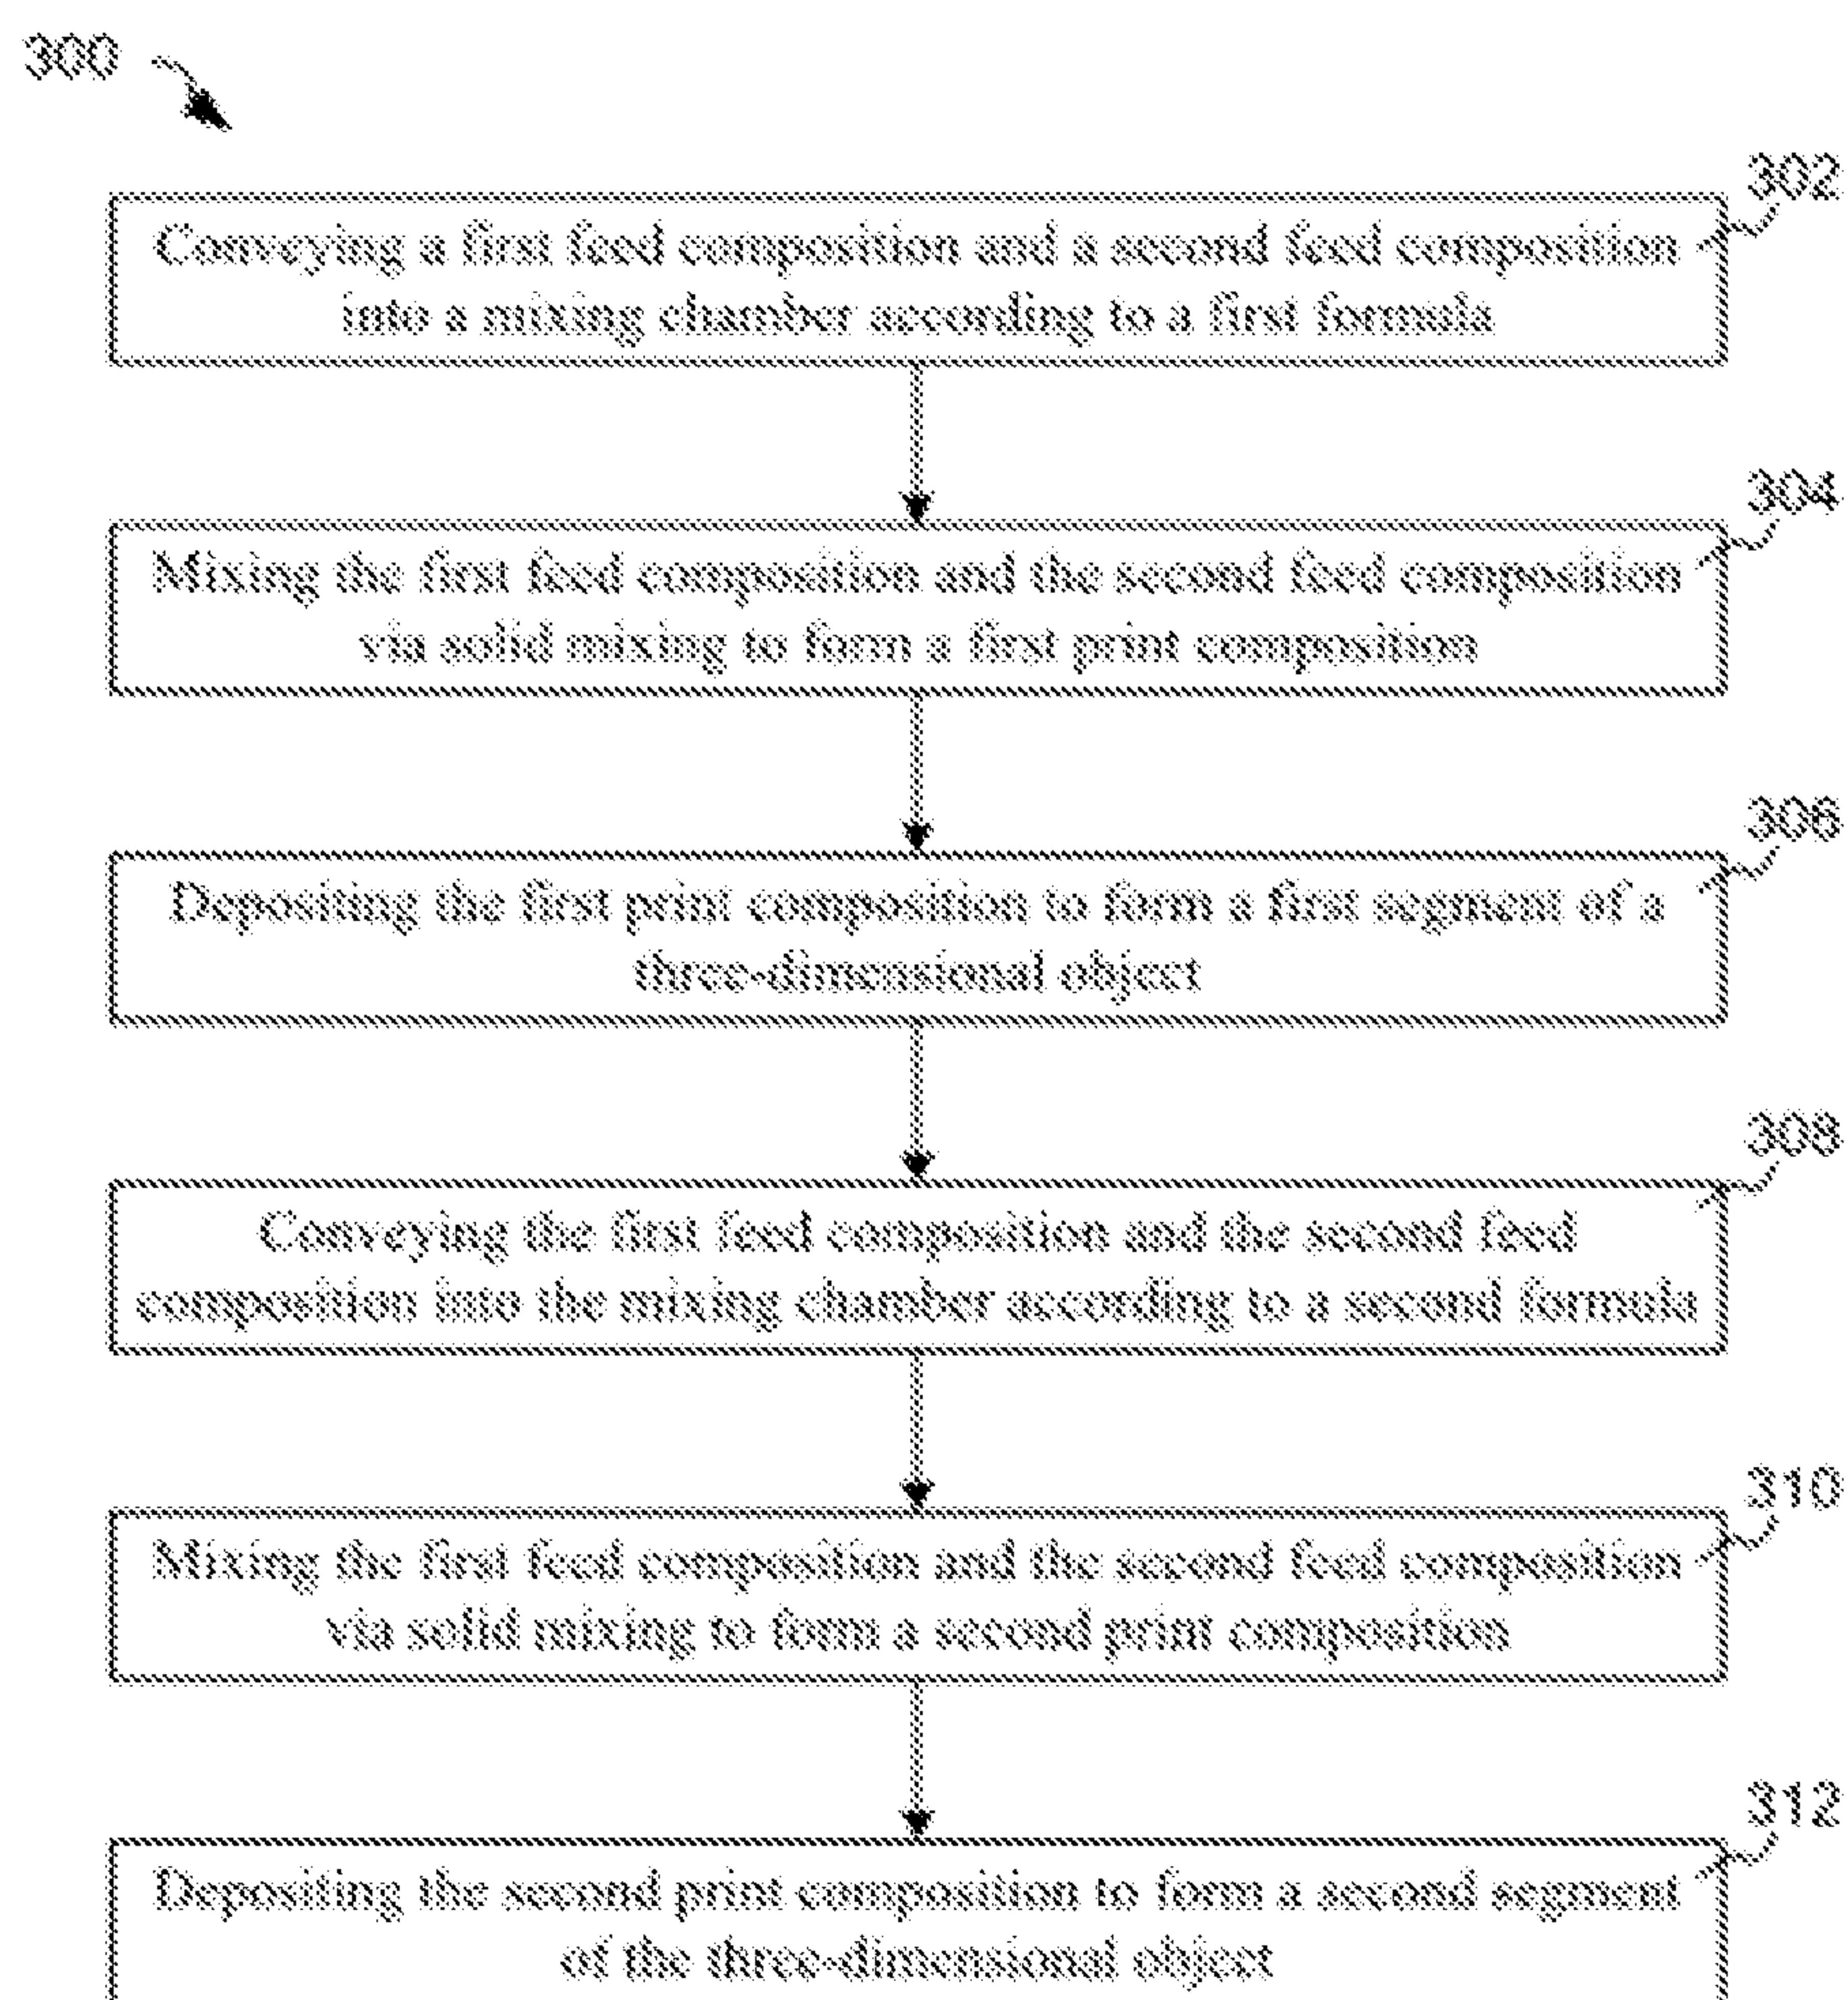 300
302
Conveying a first feed composition and a second feed composition
into a mixing chamber according to a first formula
304
Mixing the first feed composition and the second feed composition
via solid mixing to form a first print composition
306
Depositing the first print composition to form a first segment of a
three-dimensional object
308
Conveying the first feed composition and the second feed
composition into the mixing chamber according to a second formula
310
Mixing the first feed composition and the second feed composition
via solid mixing to form a second print composition
312
Depositing the second print composition to form a second segment
of the three-dimensional object